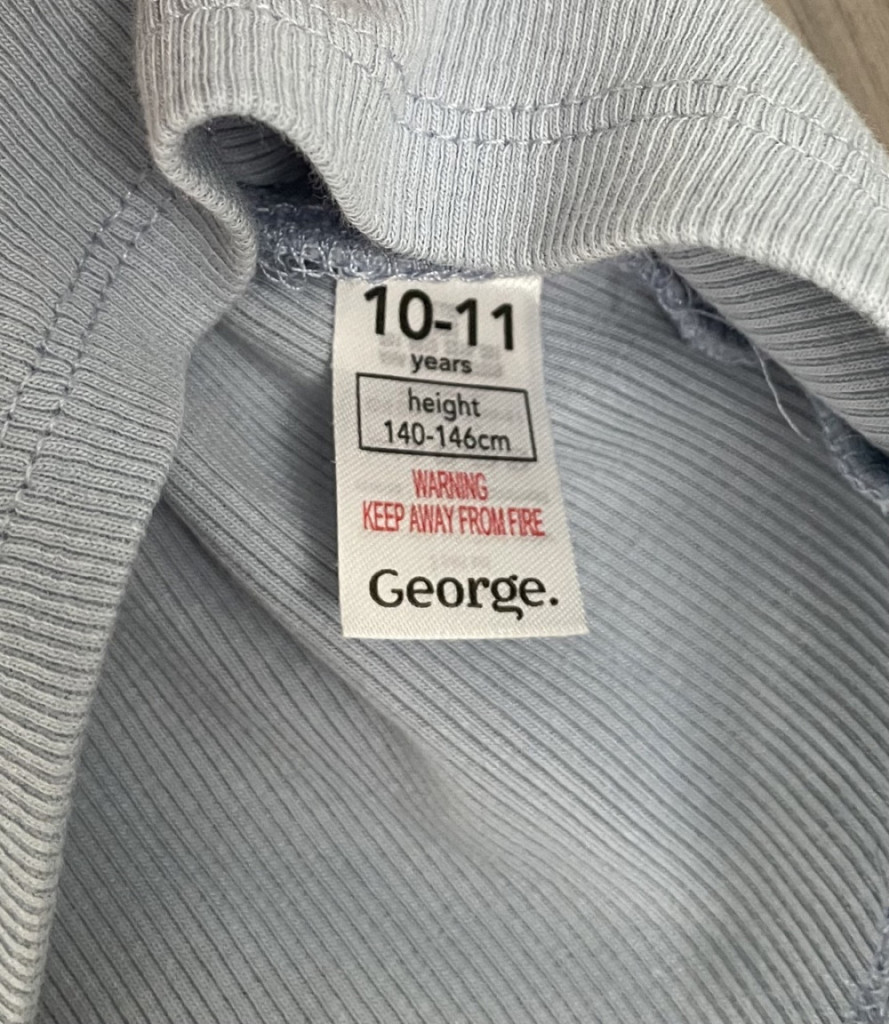 10-11
years
height
140-146cm
WARNING
KEEP AWAY FROM FIRE
George.